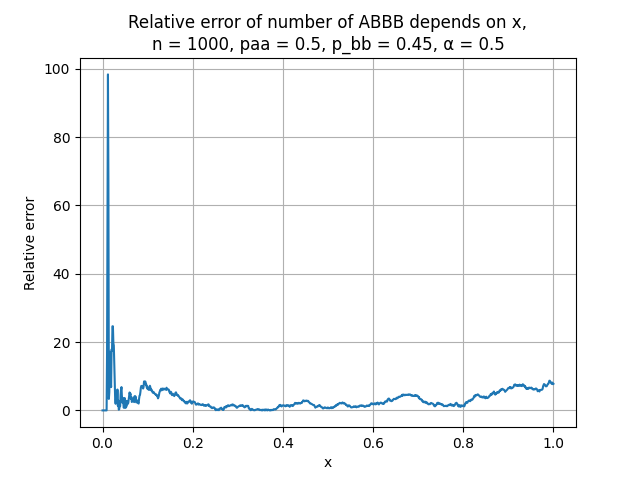 Relative error of number of ABBB depends on x,
n = 1000, paa = 0.5, p_bb = 0.45, α = 0.5
100
80
60
40
20
0
Relative error
0.0 0.2 0.4 0.6 0.8 1.0
x